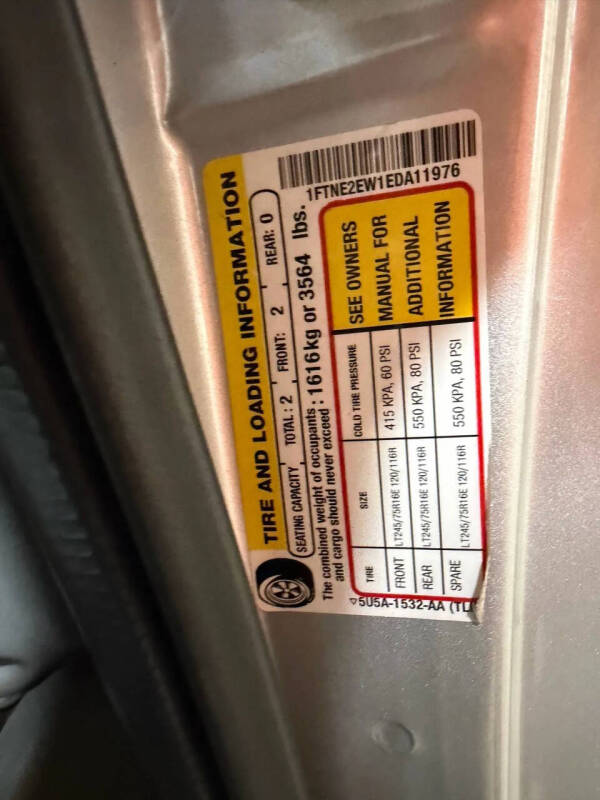 1FTNE2EW1EDA11976
TIRE AND LOADING INFORMATION
SEATING CAPACITY TOTAL: 2 FRONT: 2 REAR: 0
The combined weight of occupants
and cargo should never exceed : 1616kg or 3564 lbs.
TIRE SIZE COLD TIRE PRESSURE
FRONT LT245/75R16E 120/116R 415 KPA, 60 PSI
REAR LT245/75R16E 120/116R 550 KPA, 80 PSI
SPARE LT245/75R16E 120/116R 550 KPA, 80 PSI
SEE OWNERS
MANUAL FOR
ADDITIONAL
INFORMATION
5U5A-1532-AA